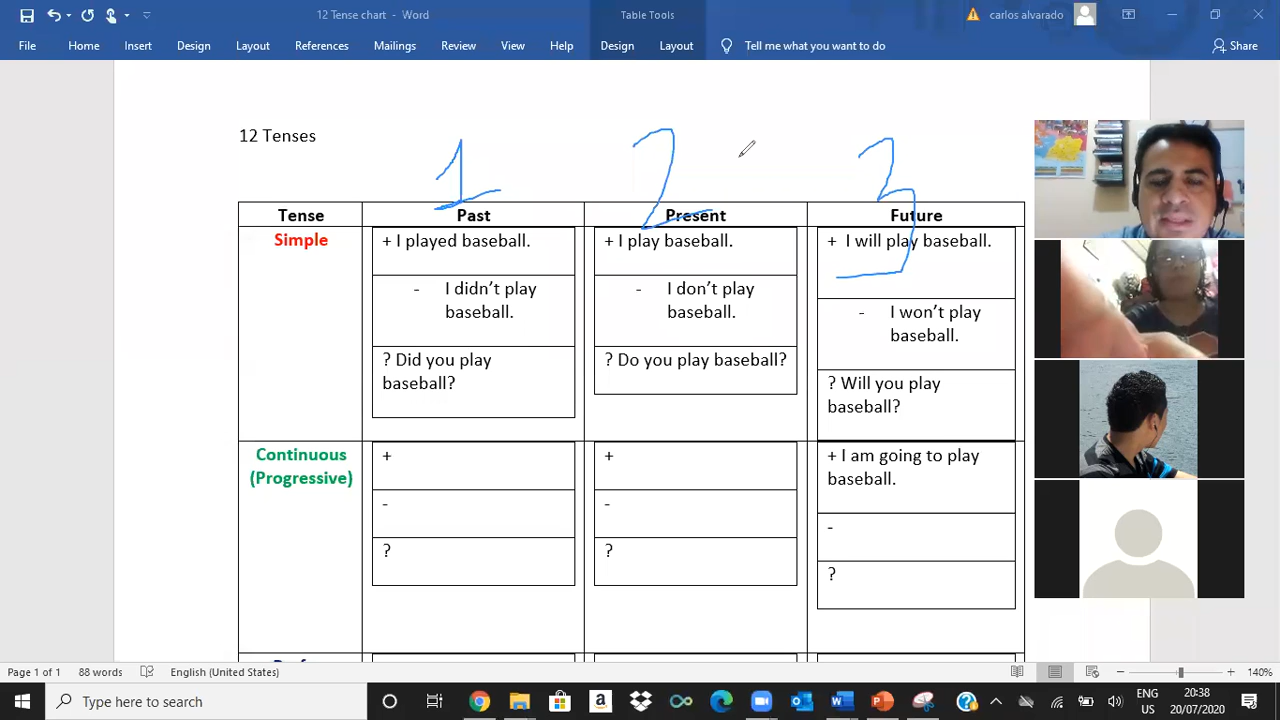 12 Tense chart - Word
Table Tools
carlos alvarado
File Home Insert Design Layout References Mailings Review View Help Design Layout Tell me what you want to do Share
12 Tenses
1 2 3
Tense Past Present Future
Simple
+ I played baseball.
- I didn't play
baseball.
? Did you play
baseball?
+ I play baseball.
- I don't play
baseball.
? Do you play baseball?
+ I will play baseball.
- I won't play
baseball.
? Will you play
baseball?
Continuous
(Progressive)
+
-
?
+
-
?
+ I am going to play
baseball.
-
?
Page 1 of 1 88 words English (United States) 140%
Type here to search
ENG 20:38
US 20/07/2020